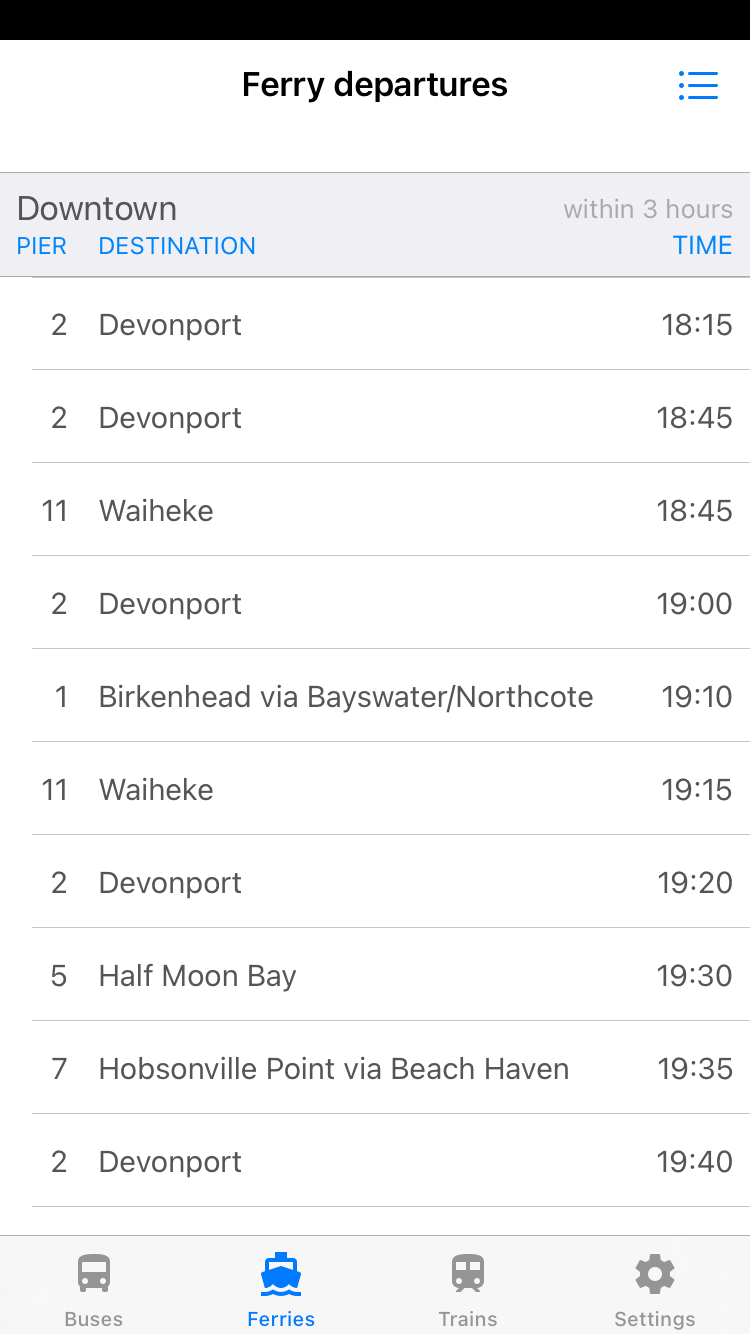 Ferry departures
Downtown within 3 hours
PIER DESTINATION TIME
2 Devonport 18:15
2 Devonport 18:45
11 Waiheke 18:45
2 Devonport 19:00
1 Birkenhead via Bayswater/Northcote 19:10
11 Waiheke 19:15
2 Devonport 19:20
5 Half Moon Bay 19:30
7 Hobsonville Point via Beach Haven 19:35
2 Devonport 19:40
Buses Ferries Trains Settings